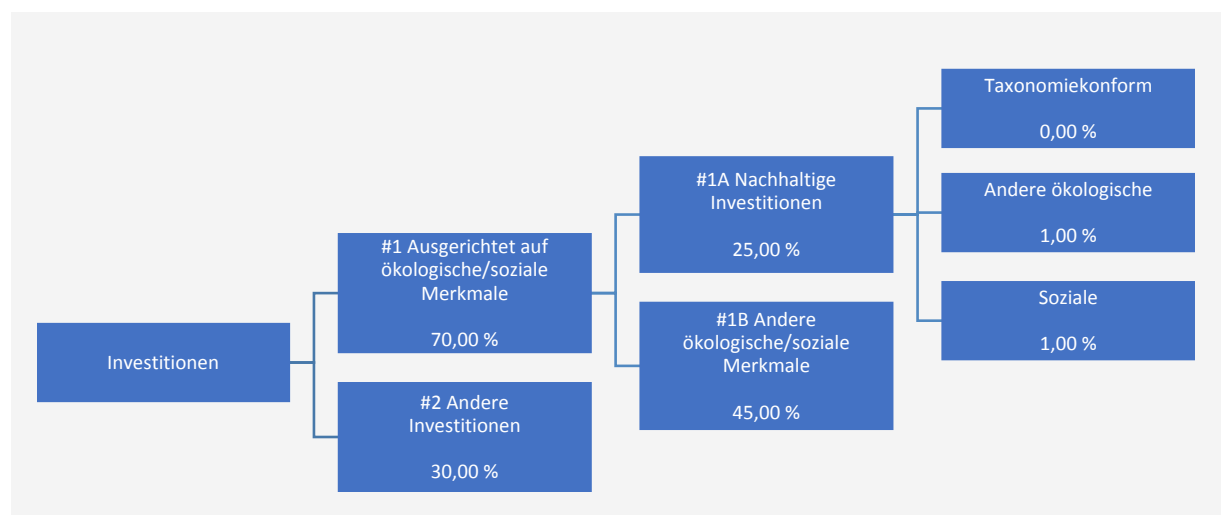 Investitionen
#1 Ausgerichtet auf
ökologische/soziale
Merkmale
70,00 %
#2 Andere
Investitionen
30,00 %
#1A Nachhaltige
Investitionen
25,00 %
#1B Andere
ökologische/soziale
Merkmale
45,00 %
Taxonomiekonform
0,00 %
Andere ökologische
1,00 %
Soziale
1,00 %